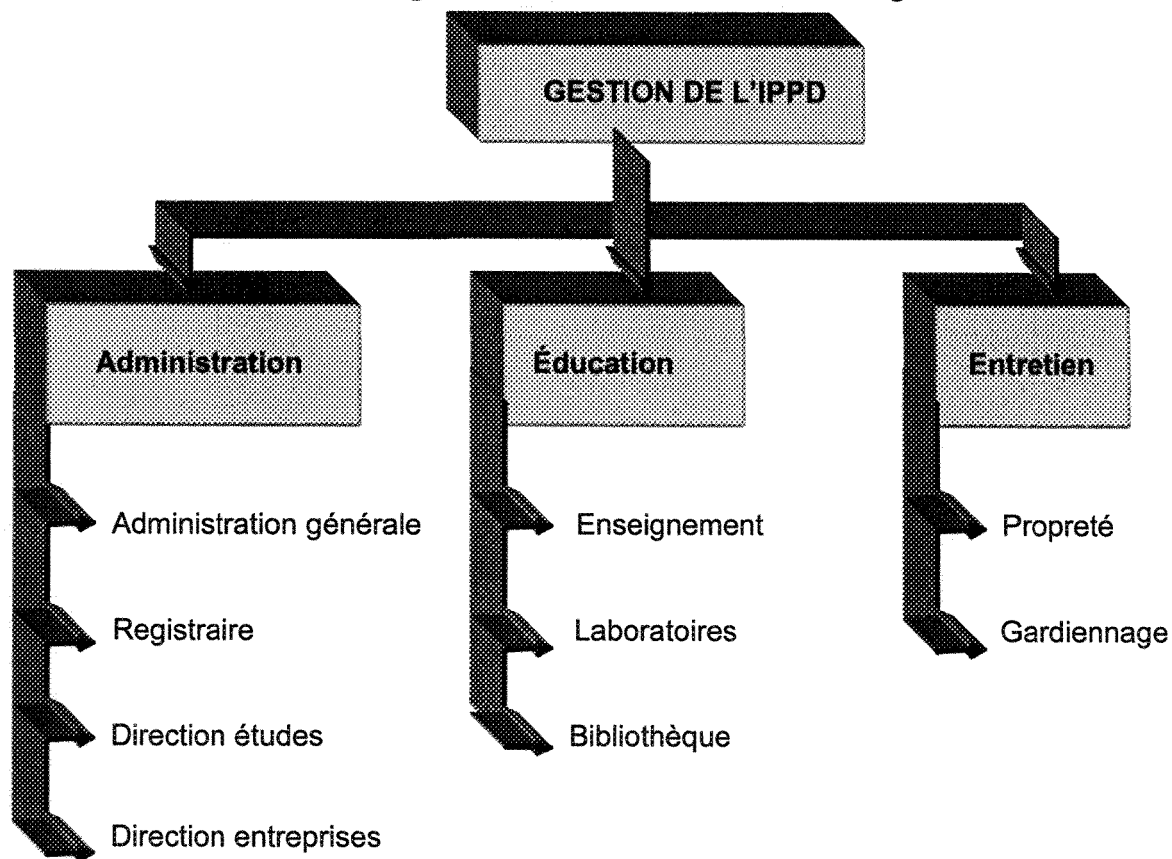 GESTION DE L'IPPD
Administration
Administration générale
Registraire
Direction études
Direction entreprises
Éducation
Enseignement
Laboratoires
Bibliothèque
Entretien
Propreté
Gardiennage